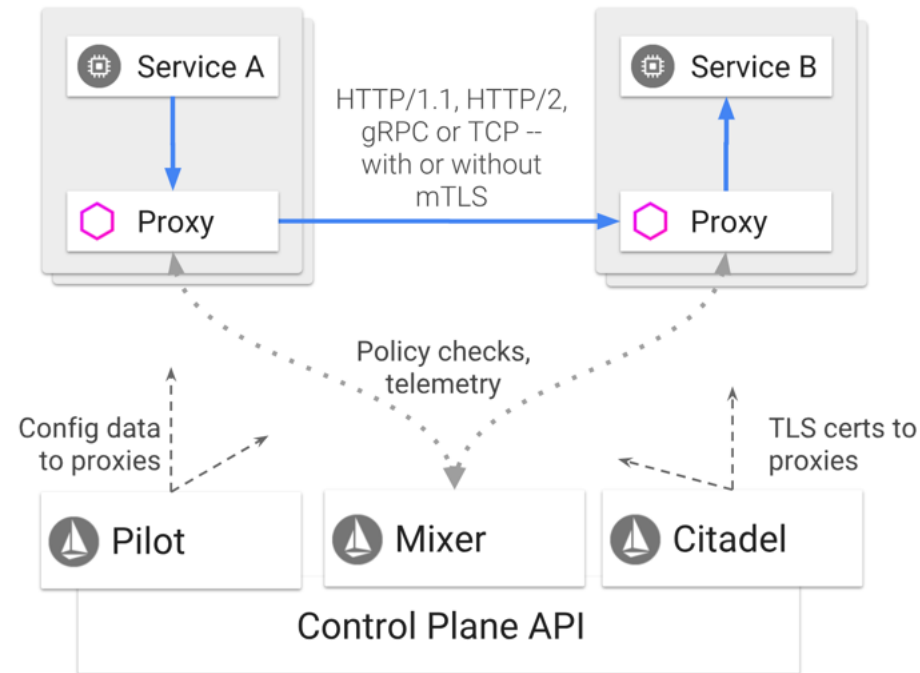 Service A
Service B
HTTP/1.1, HTTP/2,
gRPC or TCP --
with or without
mTLS
Proxy
Proxy
Policy checks,
telemetry
Config data
to proxies
TLS certs to
proxies
Pilot
Mixer
Citadel
Control Plane API